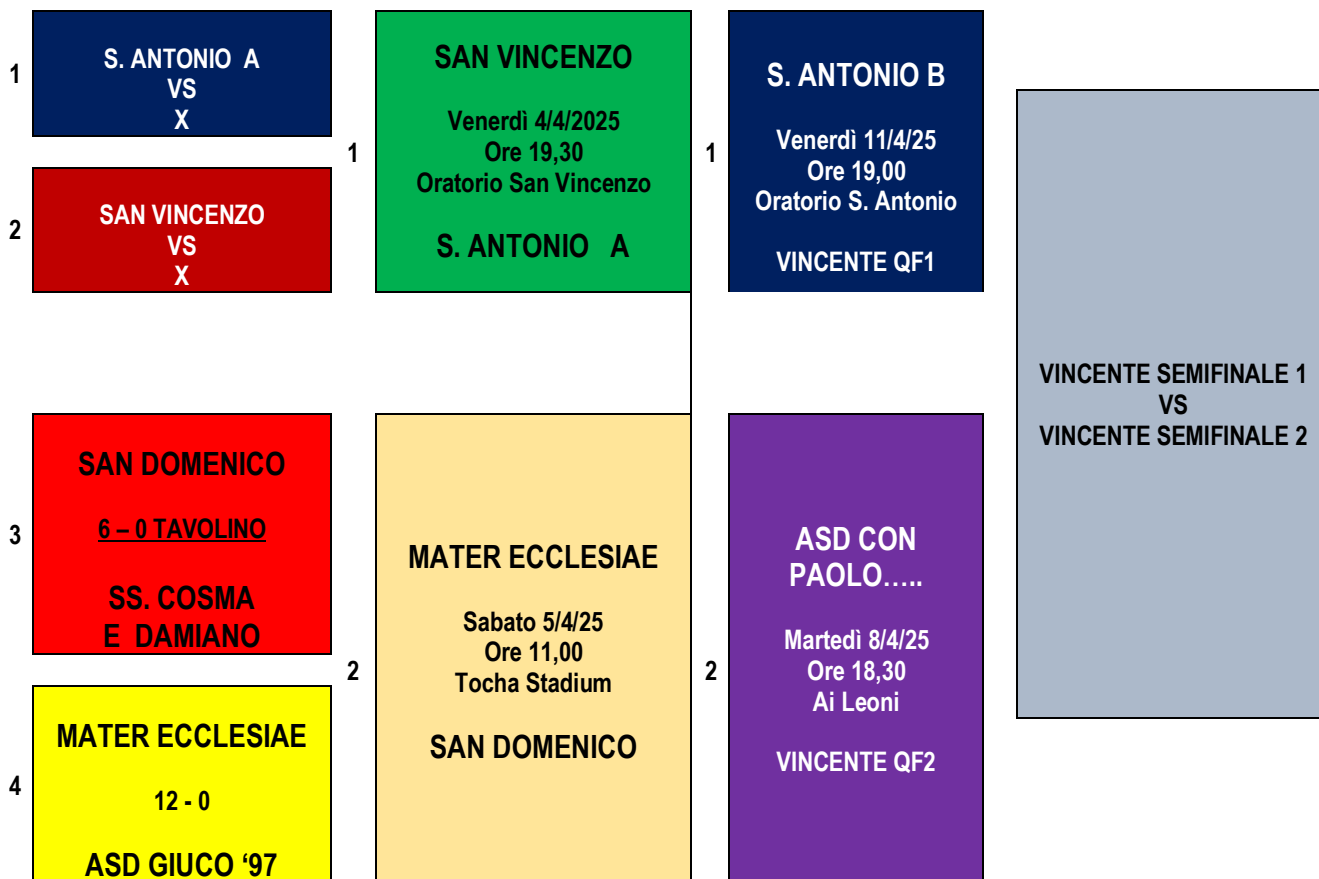 1
S. ANTONIO A
VS
X
2
SAN VINCENZO
VS
X
3
SAN DOMENICO
6 – 0 TAVOLINO
SS. COSMA
E DAMIANO
4
MATER ECCLESIAE
12 - 0
ASD GIUCO ‘97
1
SAN VINCENZO
Venerdì 4/4/2025
Ore 19,30
Oratorio San Vincenzo
S. ANTONIO A
2
MATER ECCLESIAE
Sabato 5/4/25
Ore 11,00
Tocha Stadium
SAN DOMENICO
1
S. ANTONIO B
Venerdì 11/4/25
Ore 19,00
Oratorio S. Antonio
VINCENTE QF1
2
ASD CON
PAOLO…..
Martedì 8/4/25
Ore 18,30
Ai Leoni
VINCENTE QF2
VINCENTE SEMIFINALE 1
VS
VINCENTE SEMIFINALE 2